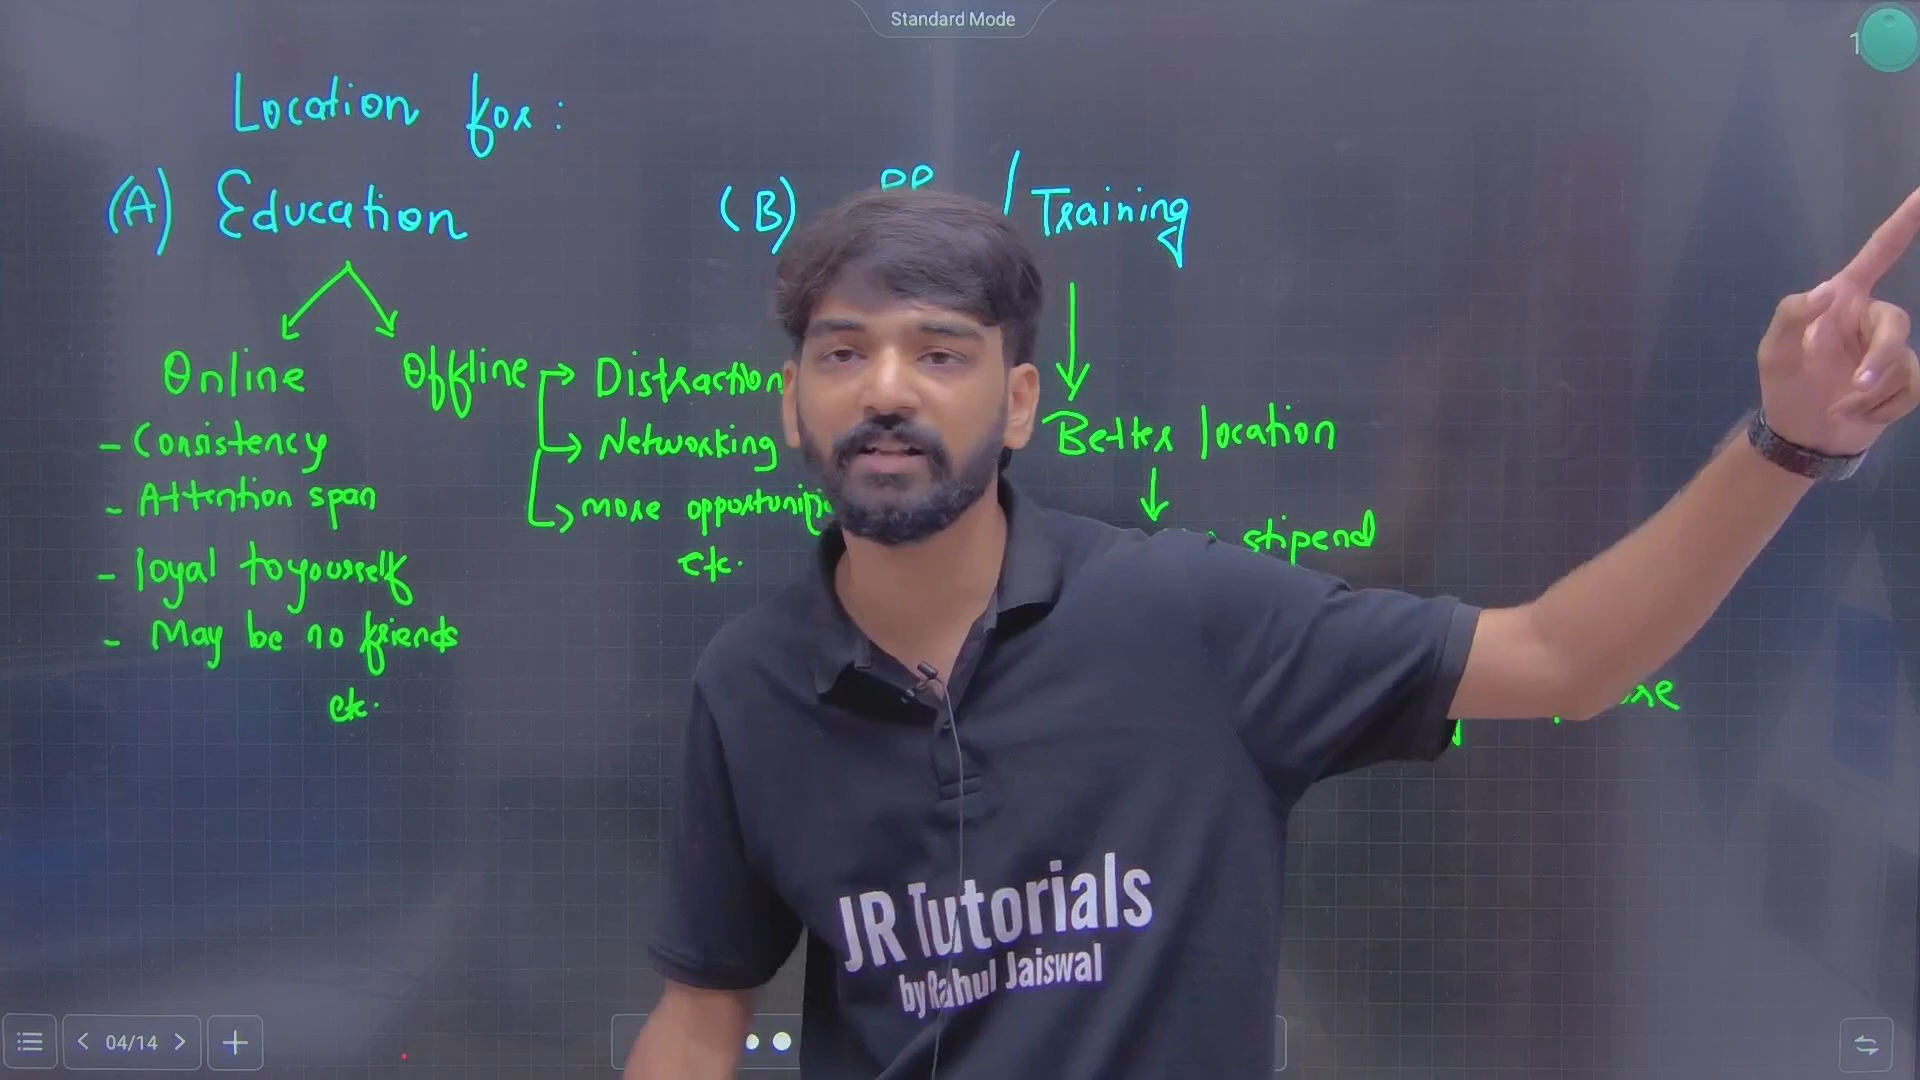 Standard Mode
1
Location for:
(A) Education
(B) / Training
Online
Offline
Distraction
- Consistency
Networking
Better location
- Attention span
more
stipend
etc.
- loyal to yourself
- May be no friends
etc.
JR Tutorials
by Rahul Jaiswal
04/14